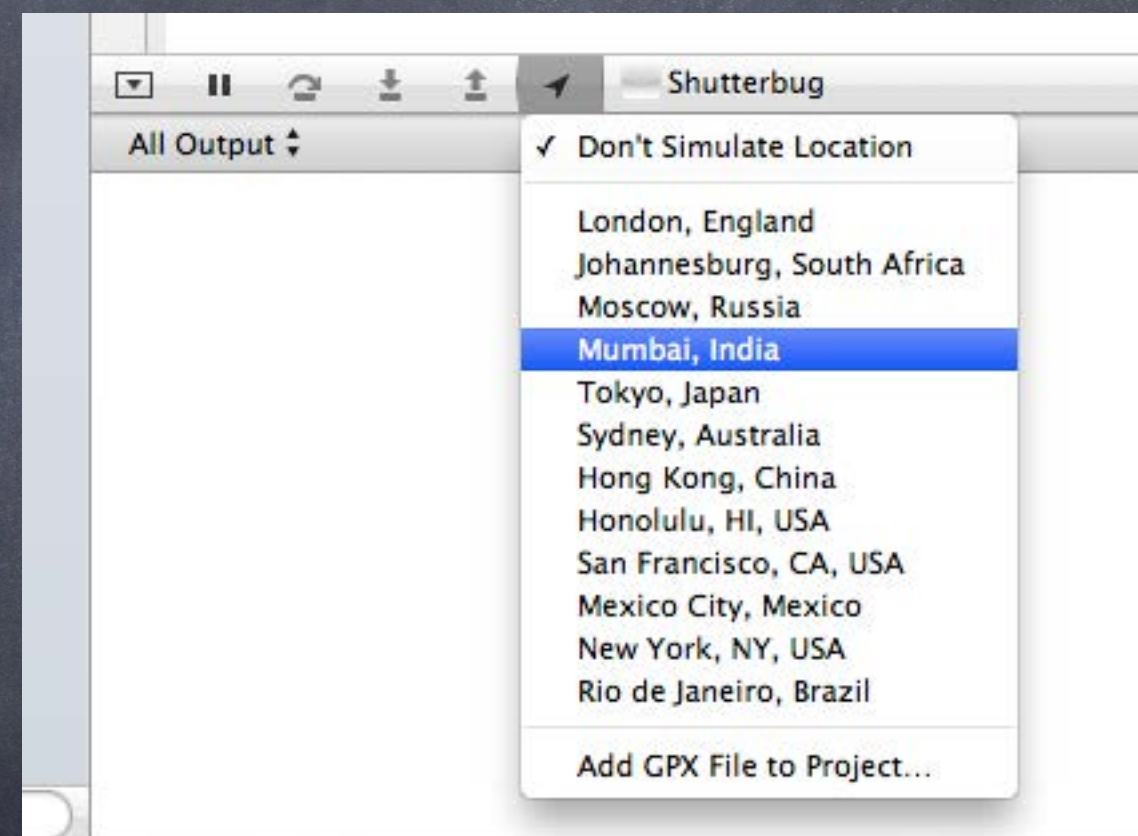 Shutterbug
All Output
✓ Don't Simulate Location
London, England
Johannesburg, South Africa
Moscow, Russia
Mumbai, India
Tokyo, Japan
Sydney, Australia
Hong Kong, China
Honolulu, HI, USA
San Francisco, CA, USA
Mexico City, Mexico
New York, NY, USA
Rio de Janeiro, Brazil
Add GPX File to Project...